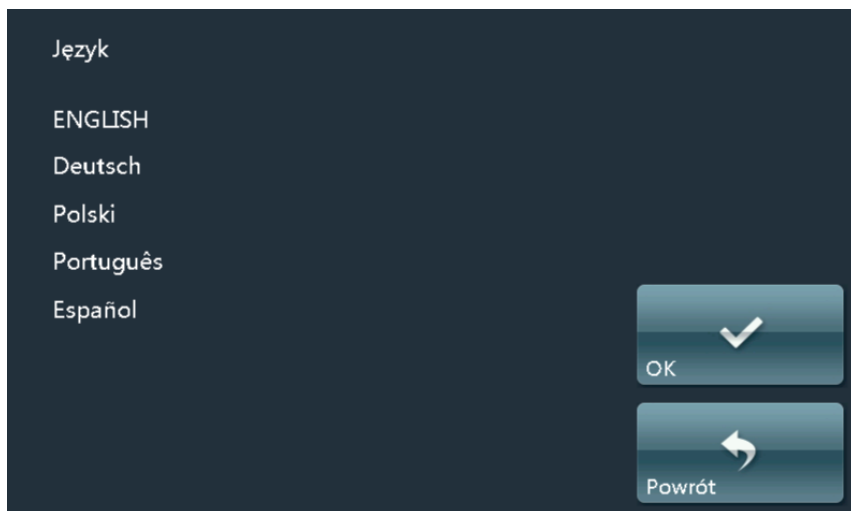 Język
ENGLISH
Deutsch
Polski
Português
Español
OK
Powrót